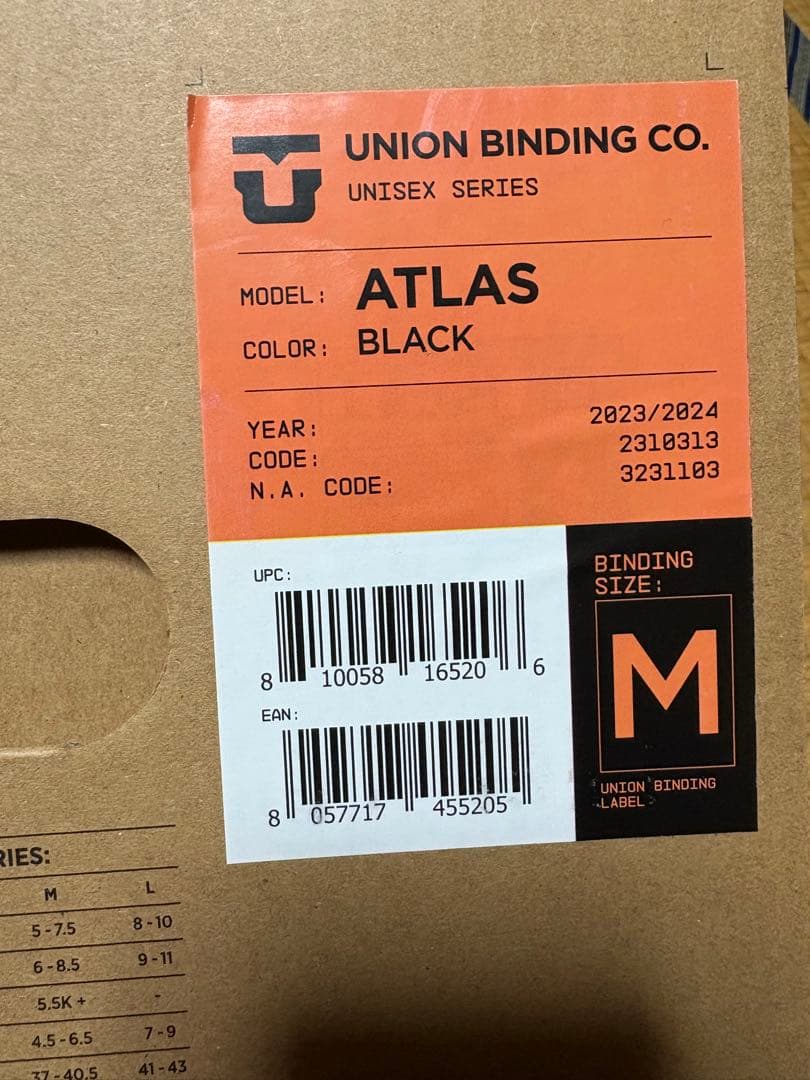 UNION BINDING CO.
UNISEX SERIES
MODEL: ATLAS
COLOR: BLACK
YEAR: 2023/2024
CODE: 2310313
N.A. CODE: 3231103
UPC:
8 10058 16520 6
EAN:
8 057717 455205
BINDING
SIZE:
M
UNION BINDING
LABEL
RIES:
M L
5-7.5 8-10
6-8.5 9-11
5.5K + -
4.5-6.5 7-9
37-40.5 41-43